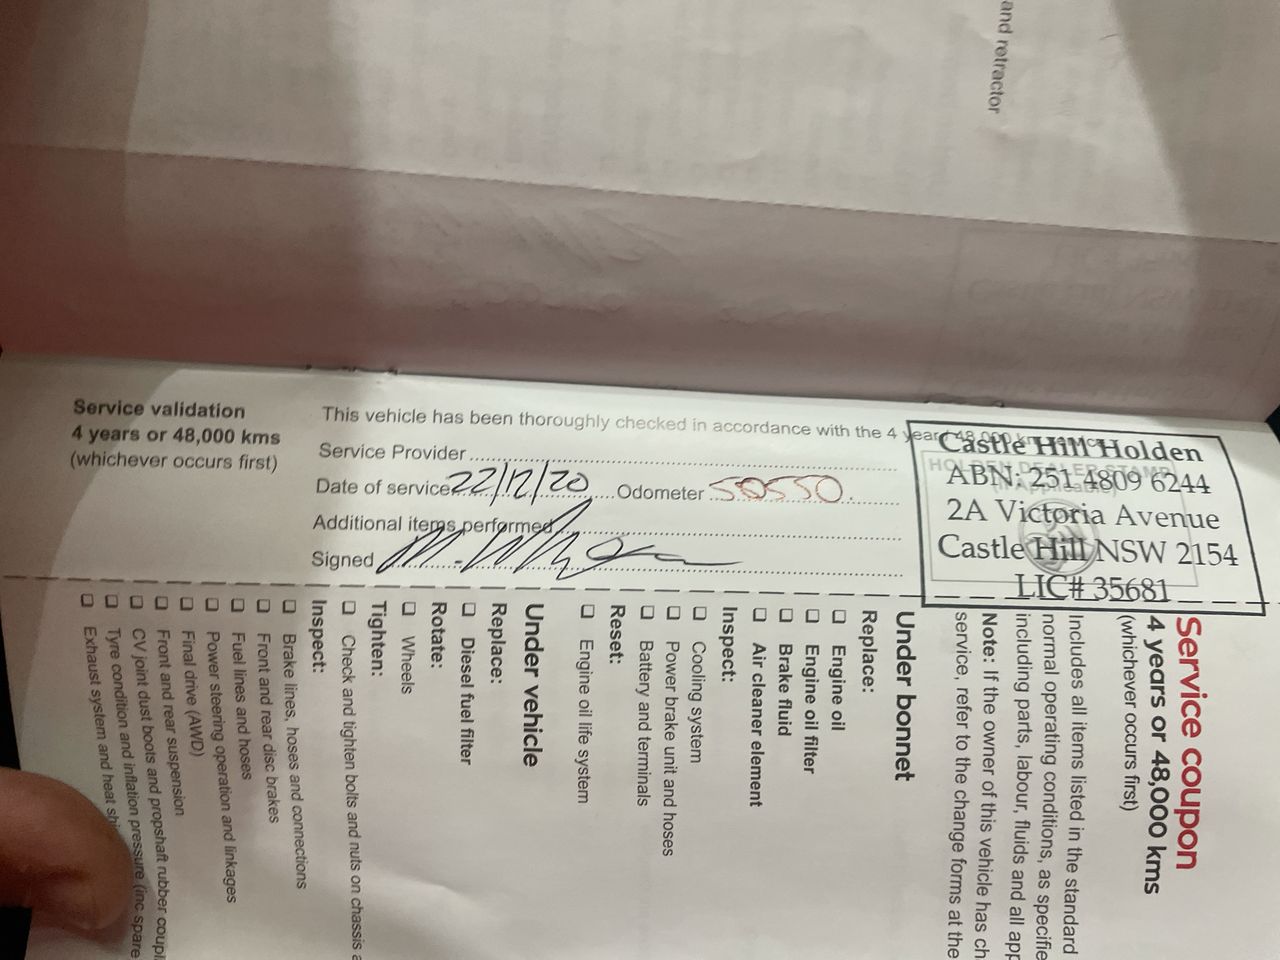 and retractor
Service validation
4 years or 48,000 kms
(whichever occurs first)
This vehicle has been thoroughly checked in accordance with the 4 year/48,000 km
Service Provider
Date of service 22/12/20 Odometer 50550
Additional items performed
Signed
Castle Hill Holden
ABN: 251 4809 6244
2A Victoria Avenue
Castle Hill NSW 2154
LIC# 35681
HOLDEN DEALER STAMP
Service coupon
4 years or 48,000 kms
(whichever occurs first)
Includes all items listed in the standard
normal operating conditions, as specifie
including parts, labour, fluids and all app
Note: If the owner of this vehicle has ch
service, refer to the change forms at the
Under bonnet
Replace:
❑ Engine oil
❑ Engine oil filter
❑ Brake fluid
❑ Air cleaner element
Inspect:
❑ Cooling system
❑ Power brake unit and hoses
❑ Battery and terminals
Reset:
❑ Engine oil life system
Under vehicle
Replace:
❑ Diesel fuel filter
Rotate:
❑ Wheels
Tighten:
❑ Check and tighten bolts and nuts on chassis a
Inspect:
❑ Brake lines, hoses and connections
❑ Front and rear disc brakes
❑ Fuel lines and hoses
❑ Power steering operation and linkages
❑ Final drive (AWD)
❑ Front and rear suspension
❑ CV joint dust boots and propshaft rubber coupli
❑ Tyre condition and inflation pressure (inc spare
❑ Exhaust system and heat shi